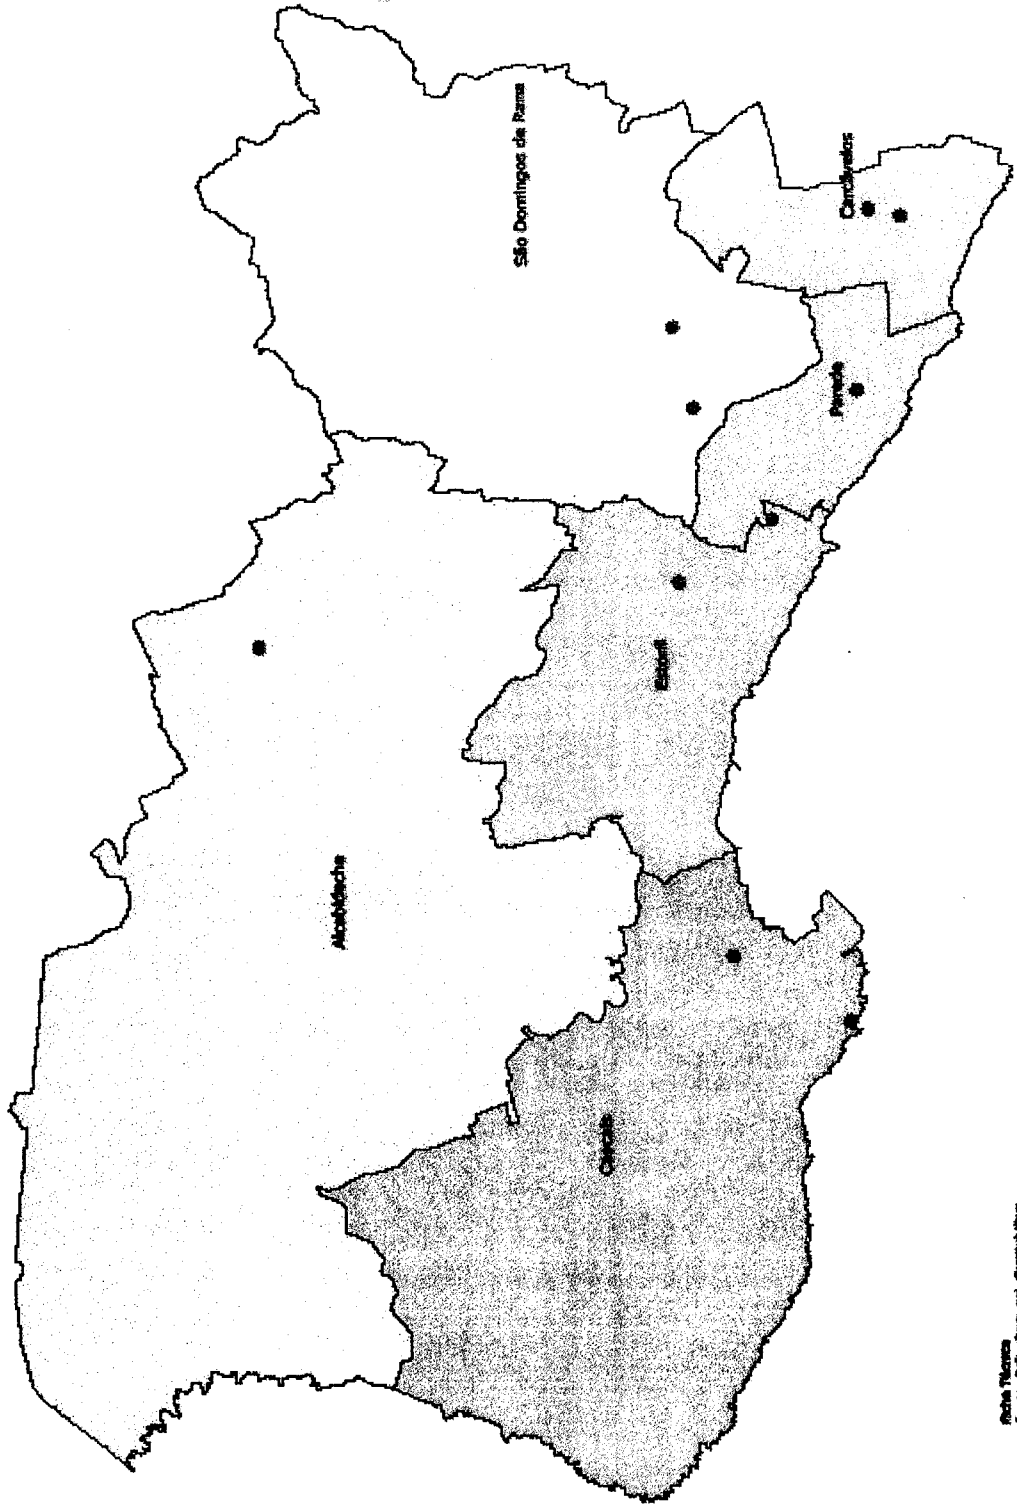 São Domingos de Rana
Carcavelos
Parede
Estoril
Alcabideche
Cascais
Ficha Técnica